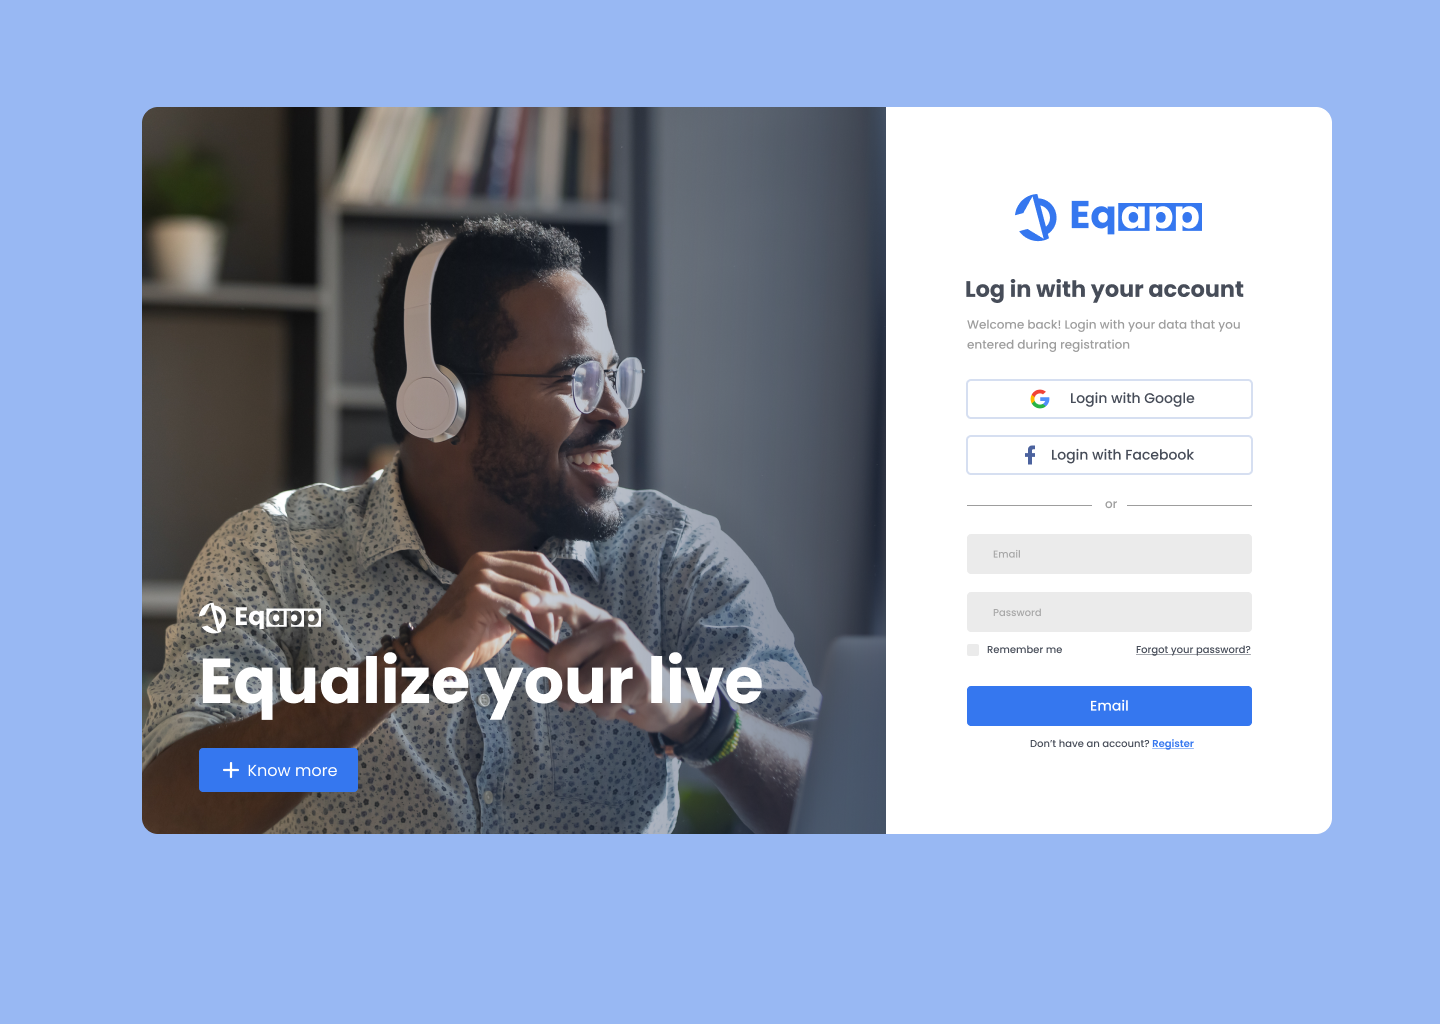 Eqapp
Equalize your live
Know more
Eqapp
Log in with your account
Welcome back! Login with your data that you
entered during registration
Login with Google
Login with Facebook
or
Email
Password
Remember me
Forgot your password?
Email
Don't have an account? Register